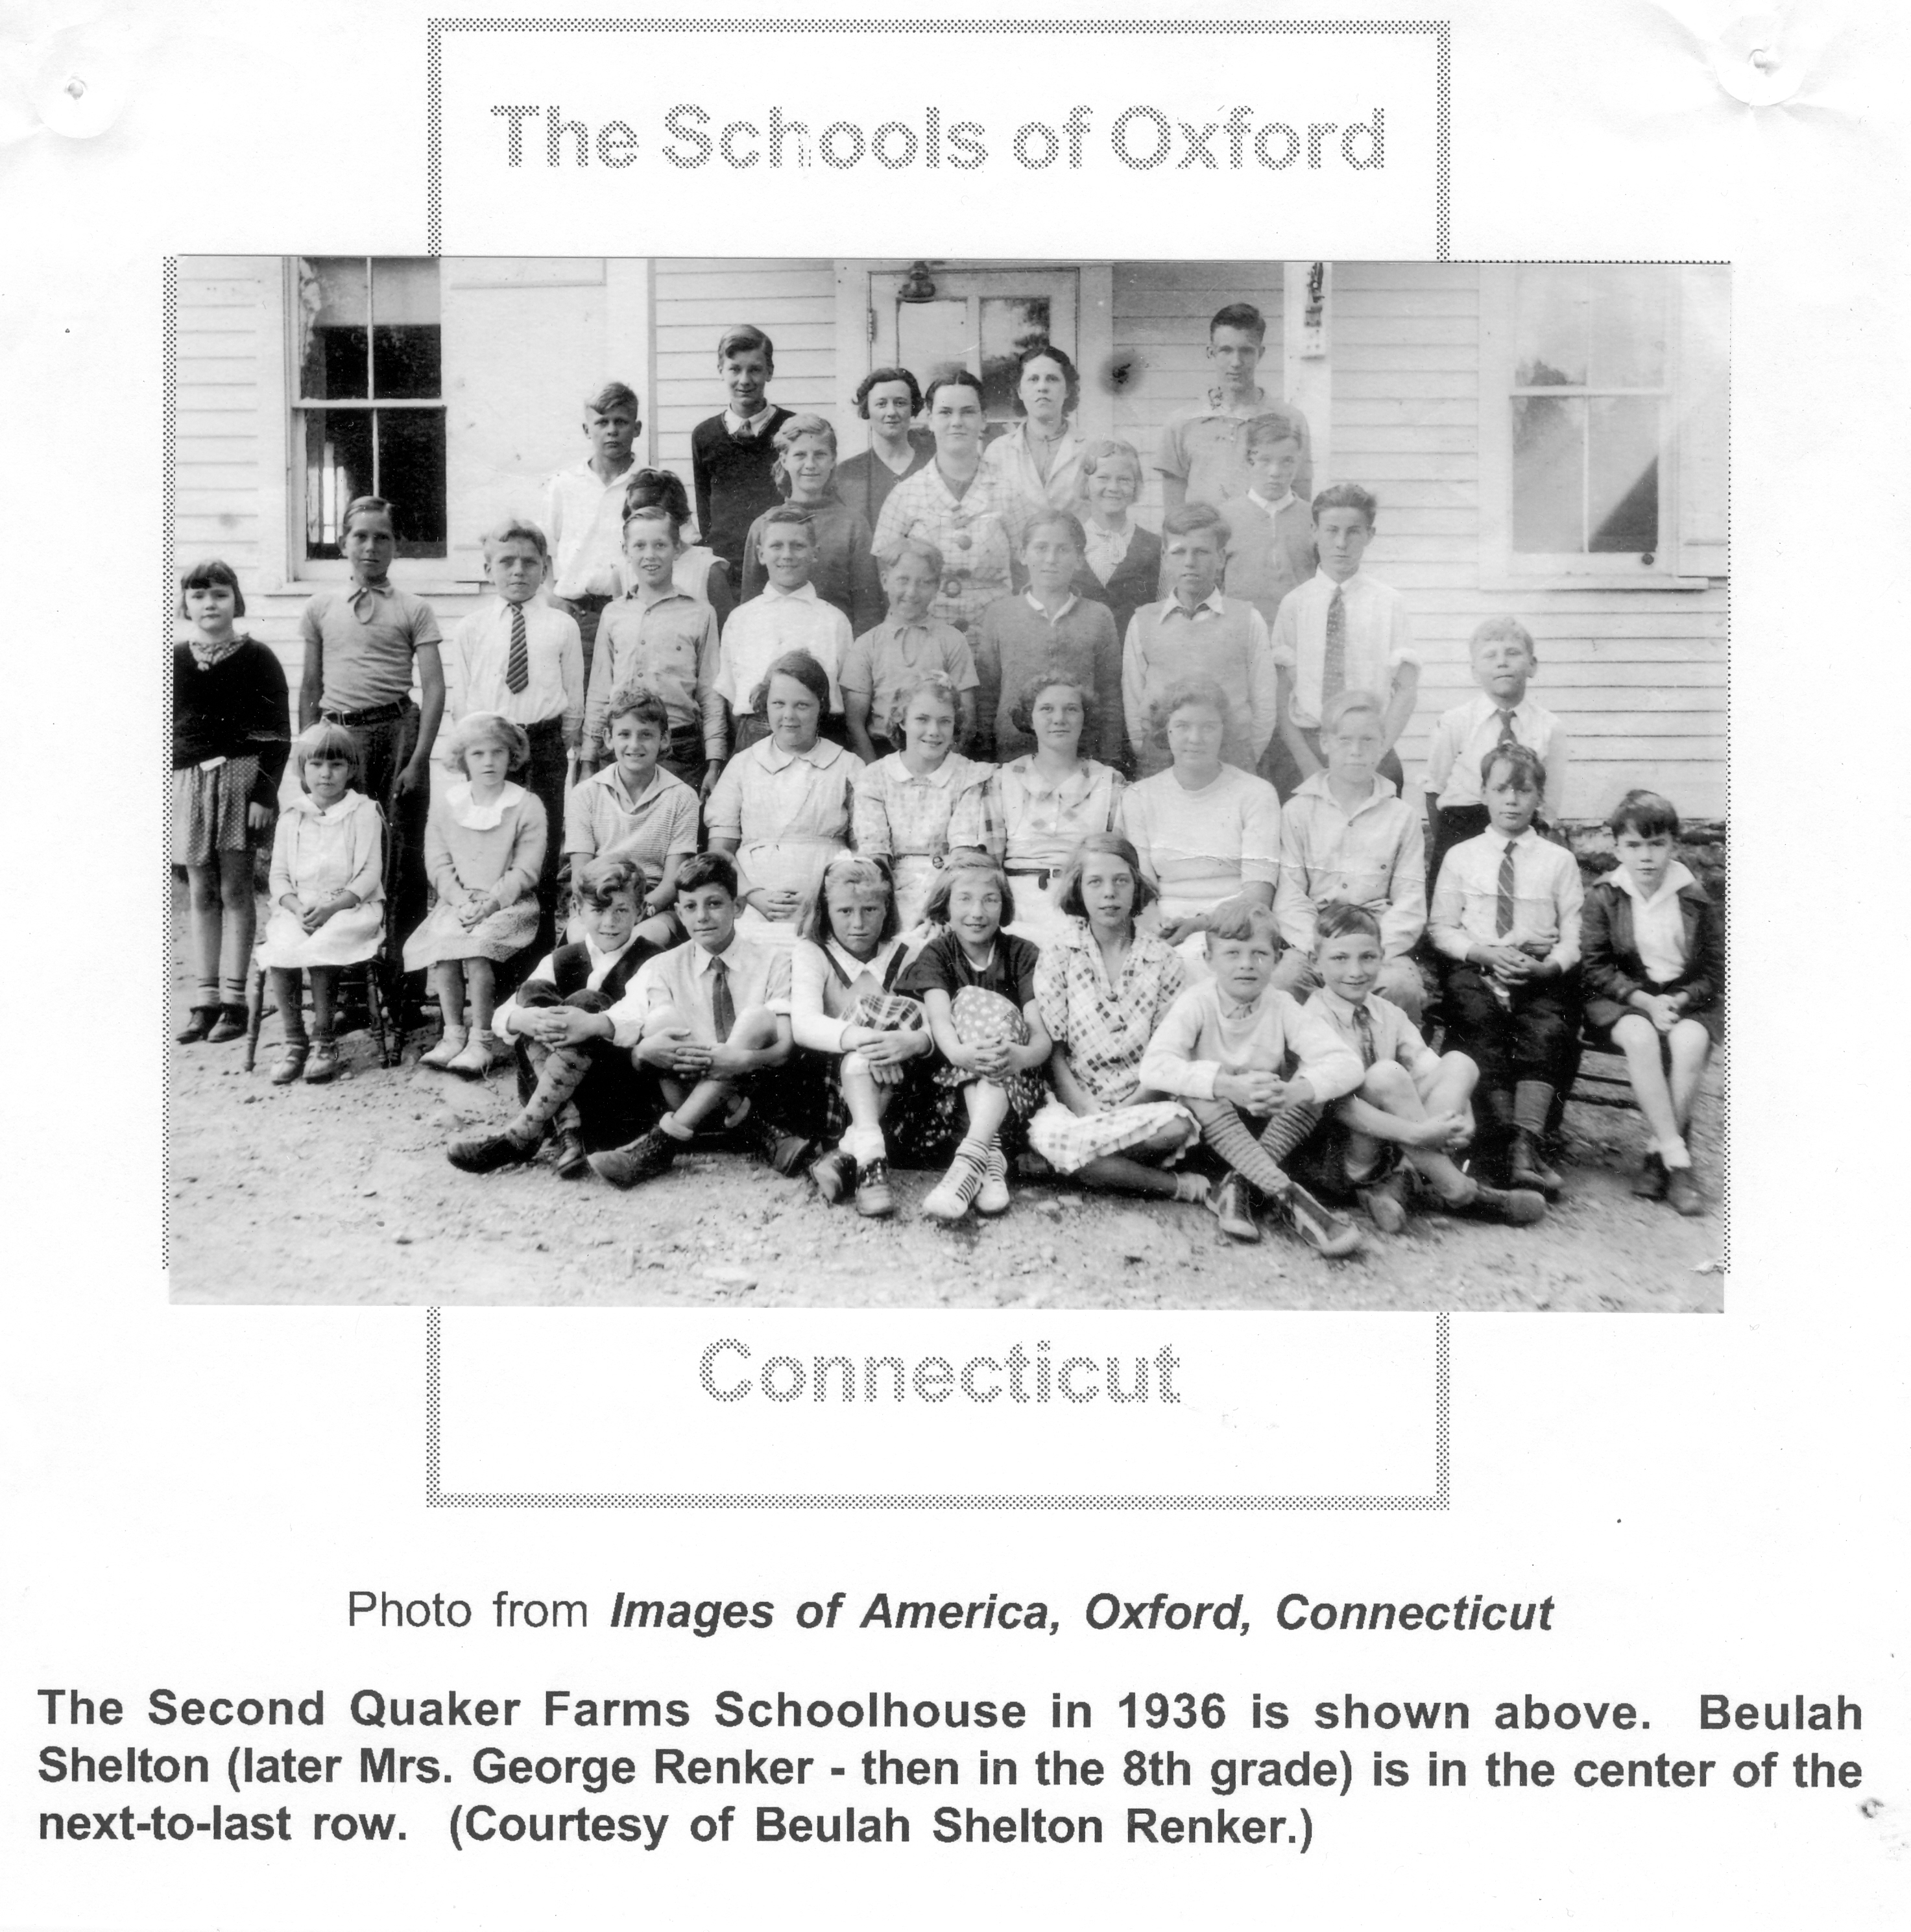 The Schools of Oxford
Connecticut
Photo from Images of America, Oxford, Connecticut
The Second Quaker Farms Schoolhouse in 1936 is shown above. Beulah
Shelton (later Mrs. George Renker - then in the 8th grade) is in the center of the
next-to-last row. (Courtesy of Beulah Shelton Renker.)